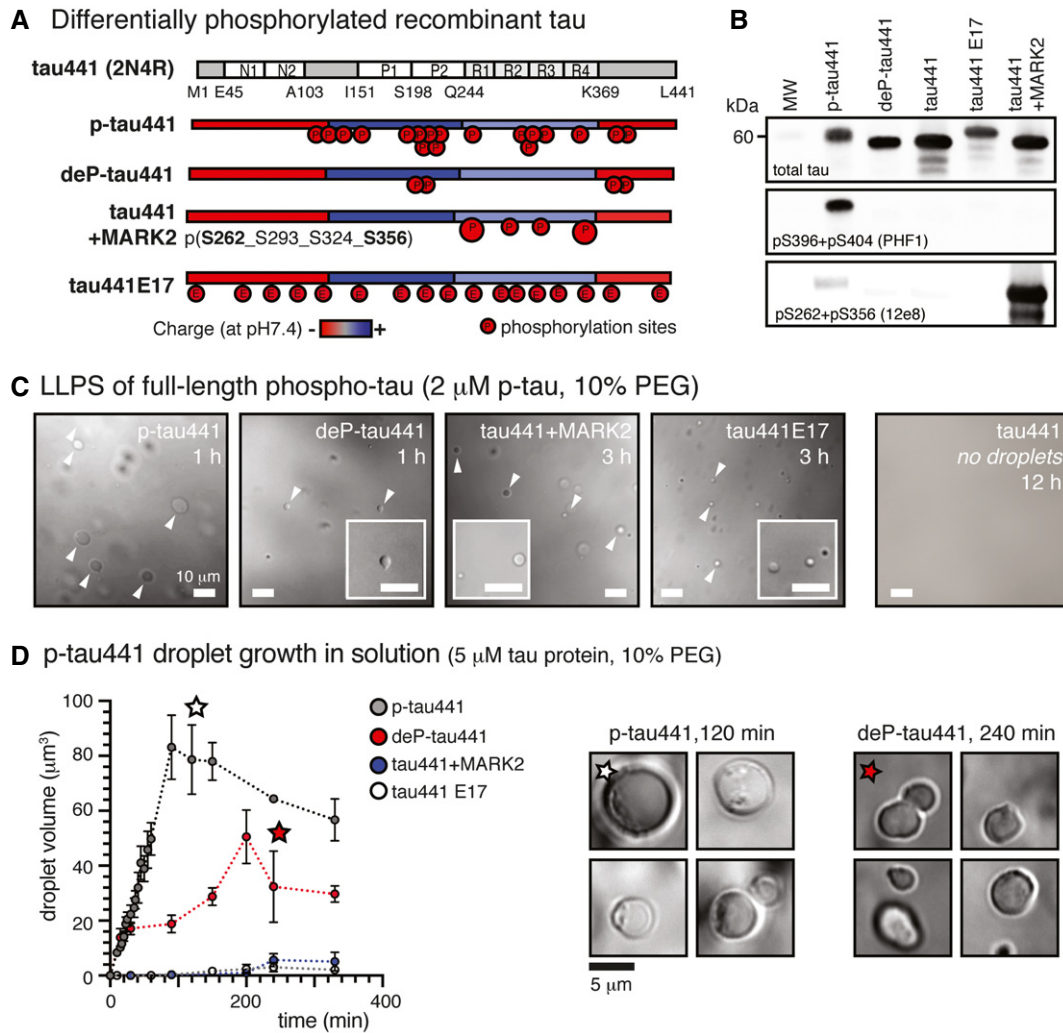 A Differentially phosphorylated recombinant tau
tau441 (2N4R)
N1 N2 P1 P2 R1 R2 R3 R4
M1 E45 A103 I151 S198 Q244 K369 L441
p-tau441
P P P P P P P P P P P P P P P P P P
deP-tau441
P P P P
tau441
+MARK2 p(S262_S293_S324_S356)
P P P P
tau441E17
E E E E E P E E E E E E E E E E E
Charge (at pH7.4) - +
P phosphorylation sites
B
MW p-tau441 deP-tau441 tau441 tau441 E17 tau441 +MARK2
kDa
60
total tau
pS396+pS404 (PHF1)
pS262+pS356 (12e8)
C LLPS of full-length phospho-tau (2 μM p-tau, 10% PEG)
p-tau441
1 h
10 μm
deP-tau441
1 h
tau441+MARK2
3 h
tau441E17
3 h
tau441
no droplets
12 h
D p-tau441 droplet growth in solution (5 μM tau protein, 10% PEG)
droplet volume (μm³)
100
80
60
40
20
0
0 200 400
time (min)
p-tau441
deP-tau441
tau441+MARK2
tau441 E17
p-tau441,120 min
5 μm
deP-tau441, 240 min